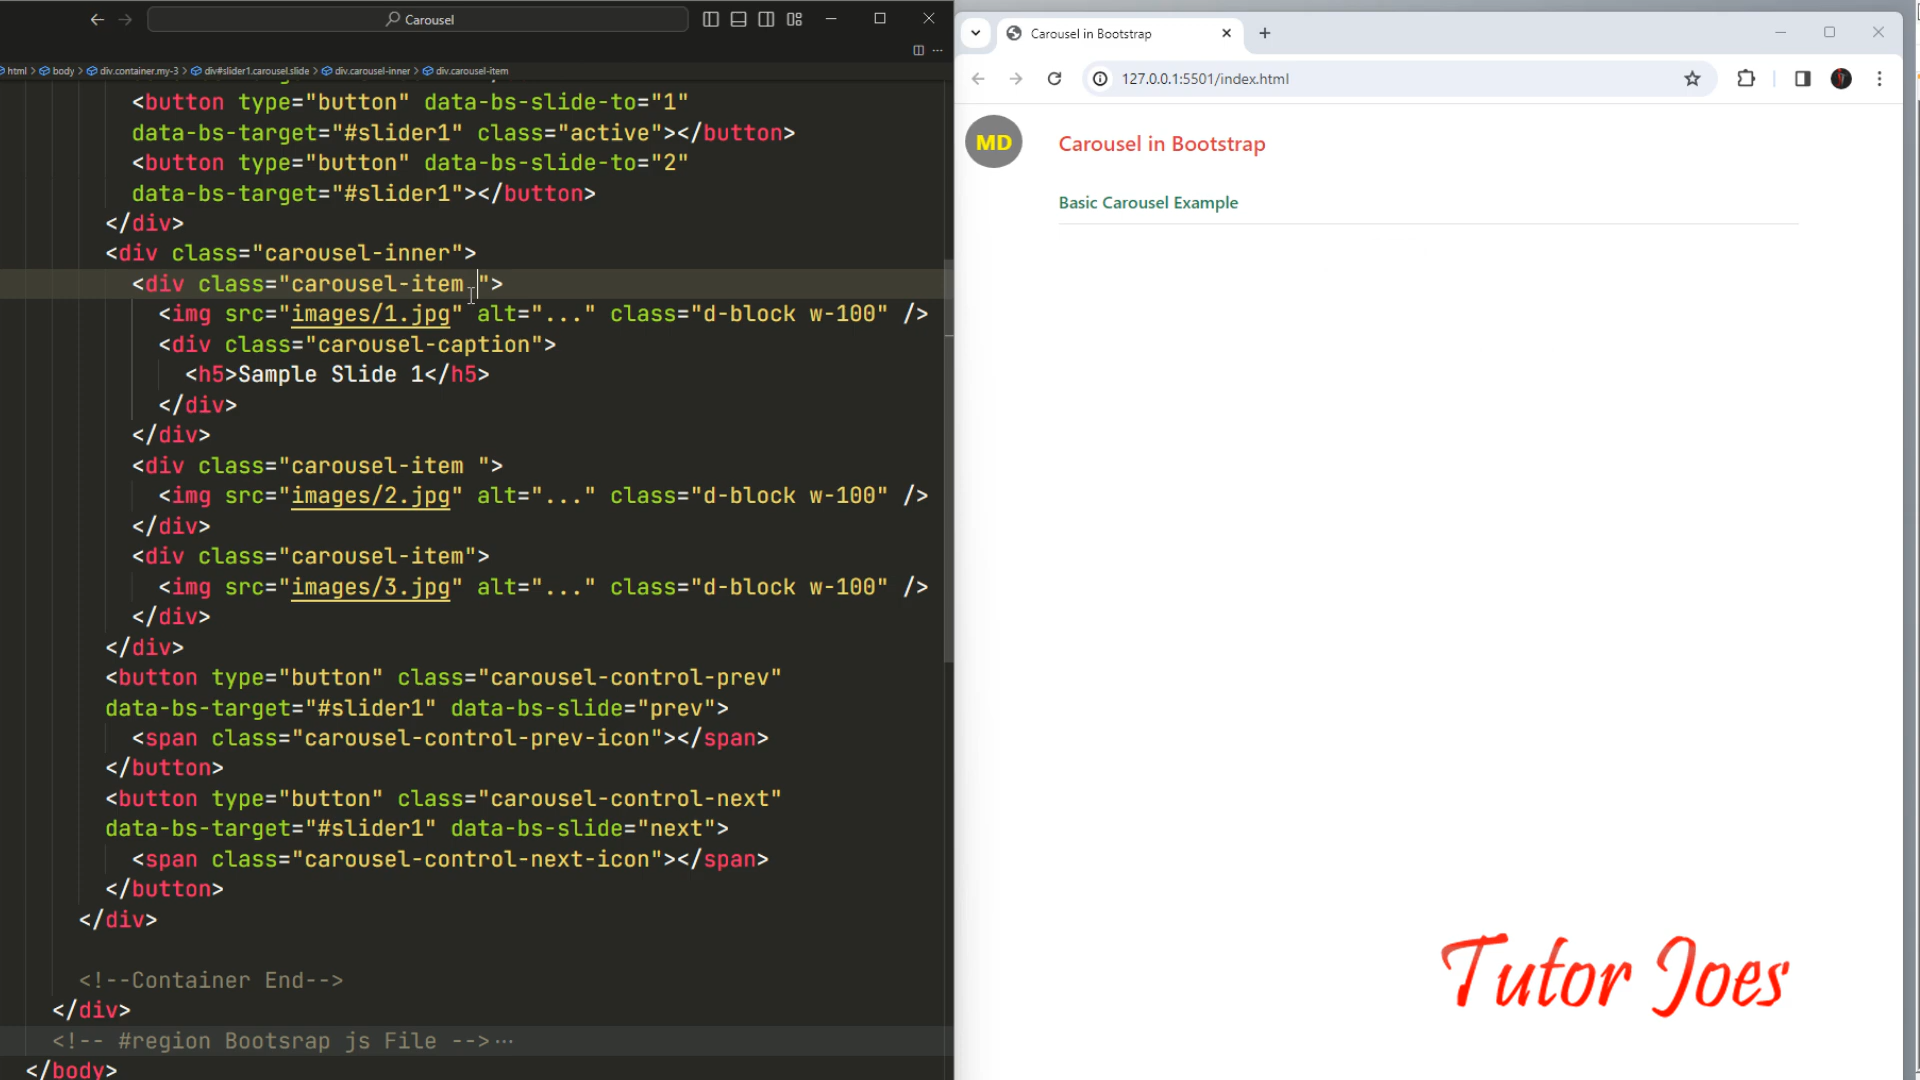 Carousel
html > body > div.container.my-3 > div#slider1.carousel.slide > div.carousel-inner > div.carousel-item
<button type="button" data-bs-slide-to="1"
data-bs-target="#slider1" class="active"></button>
<button type="button" data-bs-slide-to="2"
data-bs-target="#slider1"></button>
</div>
<div class="carousel-inner">
<div class="carousel-item ">
<img src="images/1.jpg" alt="..." class="d-block w-100" />
<div class="carousel-caption">
<h5>Sample Slide 1</h5>
</div>
</div>
<div class="carousel-item ">
<img src="images/2.jpg" alt="..." class="d-block w-100" />
</div>
<div class="carousel-item">
<img src="images/3.jpg" alt="..." class="d-block w-100" />
</div>
</div>
<button type="button" class="carousel-control-prev"
data-bs-target="#slider1" data-bs-slide="prev">
<span class="carousel-control-prev-icon"></span>
</button>
<button type="button" class="carousel-control-next"
data-bs-target="#slider1" data-bs-slide="next">
<span class="carousel-control-next-icon"></span>
</button>
</div>
<!--Container End-->
</div>
<!-- #region Bootsrap js File -->...
</body>
Carousel in Bootstrap
127.0.0.1:5501/index.html
MD
Carousel in Bootstrap
Basic Carousel Example
Tutor Joes